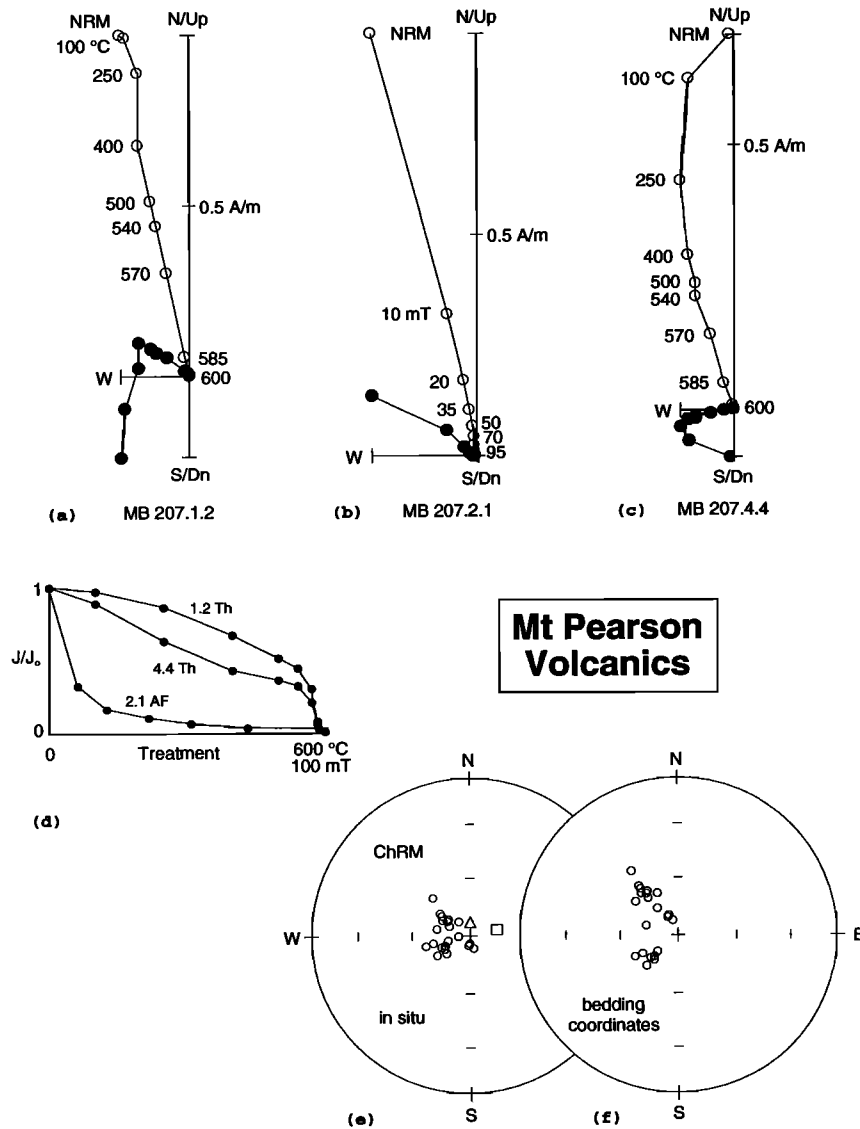 N/Up
NRM
100 °C
250
400
500
540
570
585
600
0.5 A/m
W
S/Dn
(a) MB 207.1.2
N/Up
NRM
0.5 A/m
10 mT
20
35
50
70
95
W
S/Dn
(b) MB 207.2.1
N/Up
NRM
100 °C
0.5 A/m
250
400
500
540
570
585
600
W
S/Dn
(c) MB 207.4.4
1
J/J₀
0
1.2 Th
4.4 Th
2.1 AF
0
Treatment
600 °C
100 mT
(d)
Mt Pearson
Volcanics
N
ChRM
W
in situ
S
(e)
N
E
bedding
coordinates
S
(f)